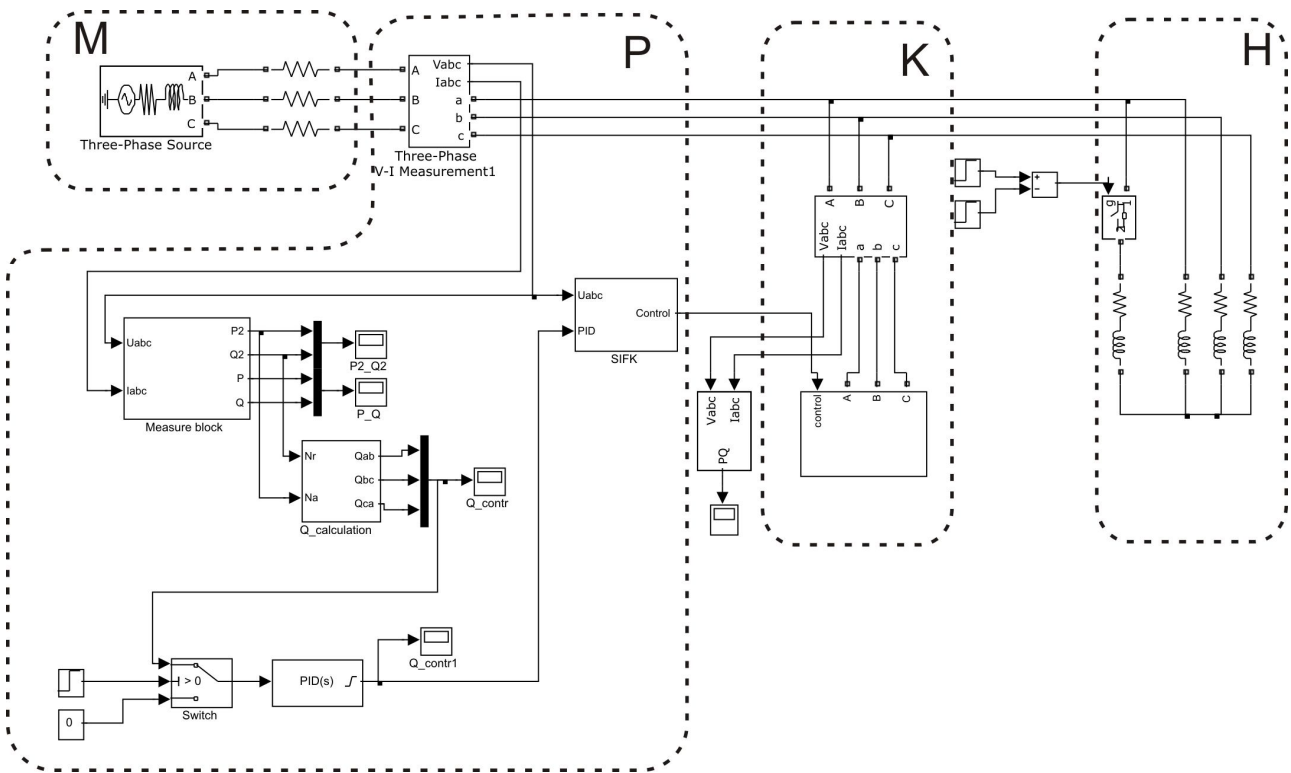 M
P
K
H
A
B
C
Three-Phase Source
A
B
C
Vabc
Iabc
a
b
c
Three-Phase
V-I Measurement1
A
B
C
Vabc
Iabc
a
b
c
+
−
g
1
2
Uabc
PID
Control
SIFK
Uabc
Iabc
P2
Q2
P
Q
Measure block
P2_Q2
P_Q
Nr
Na
Qab
Qbc
Qca
Q_calculation
Q_contr
Vabc
Iabc
PQ
control
A
B
C
> 0
Switch
0
PID(s)
Q_contr1